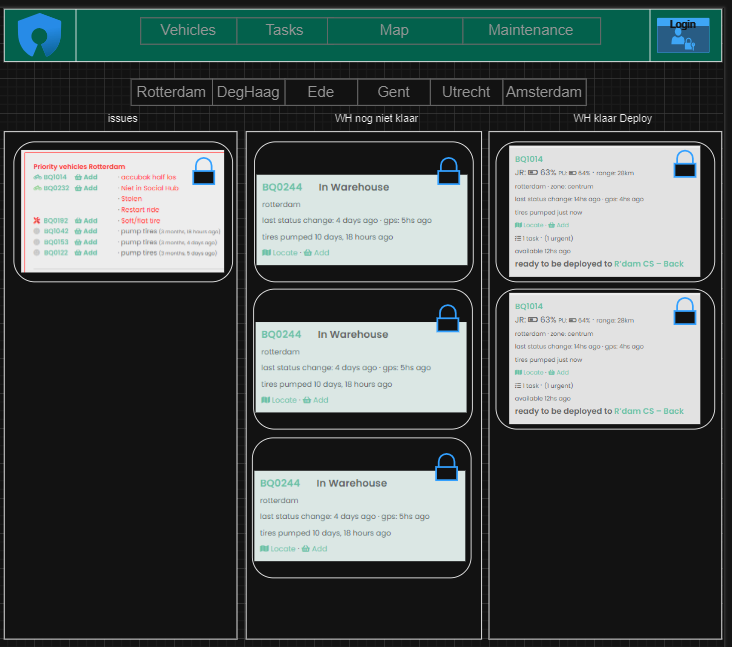 Vehicles Tasks Map Maintenance Login
Rotterdam DegHaag Ede Gent Utrecht Amsterdam
issues
Priority vehicles Rotterdam
BQ1014 Add · accubak half los
BQ0232 Add · Niet in Social Hub
· Stolen
· Restart ride
BQ0192 Add · Soft/flat tire
BQ1042 Add · pump tires (3 months, 18 hours ago)
BQ0153 Add · pump tires (3 months, 4 days ago)
BQ0122 Add · pump tires (3 months, 5 days ago)
WH nog niet klaar
BQ0244 In Warehouse
rotterdam
last status change: 4 days ago · gps: 5hs ago
tires pumped 10 days, 18 hours ago
Locate · Add
BQ0244 In Warehouse
rotterdam
last status change: 4 days ago · gps: 5hs ago
tires pumped 10 days, 18 hours ago
Locate · Add
BQ0244 In Warehouse
rotterdam
last status change: 4 days ago · gps: 5hs ago
tires pumped 10 days, 18 hours ago
Locate · Add
WH klaar Deploy
BQ1014
JR: 63% PU: 64% · range: 28km
rotterdam · zone: centrum
last status change: 14hs ago · gps: 4hs ago
tires pumped just now
Locate · Add
1 task · (1 urgent)
available 12hs ago
ready to be deployed to R'dam CS – Back
BQ1014
JR: 63% PU: 64% · range: 28km
rotterdam · zone: centrum
last status change: 14hs ago · gps: 4hs ago
tires pumped just now
Locate · Add
1 task · (1 urgent)
available 12hs ago
ready to be deployed to R'dam CS – Back